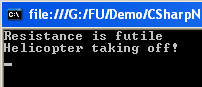 C:\ file:///G:/FU/Demo/CSharpN
Resistance is futile
Helicopter taking off!
_